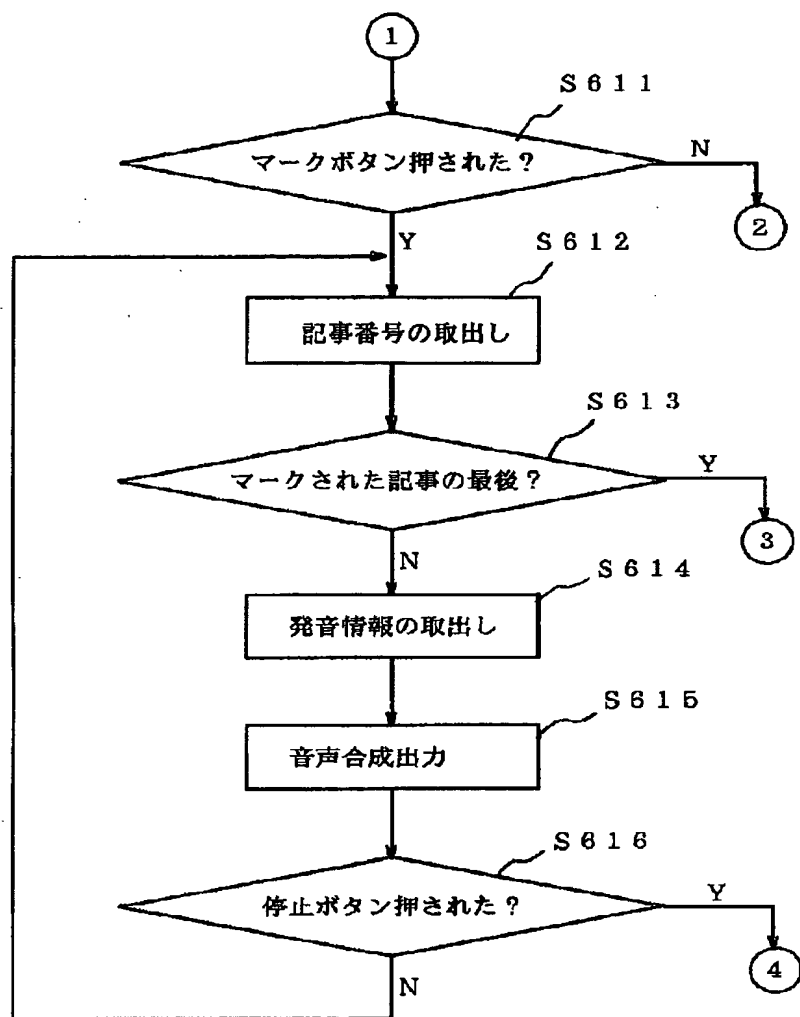 1
S611
マークボタン押された?
N
2
Y
S612
記事番号の取出し
S613
マークされた記事の最後?
Y
3
N
S614
発音情報の取出し
S615
音声合成出力
S616
停止ボタン押された?
Y
4
N